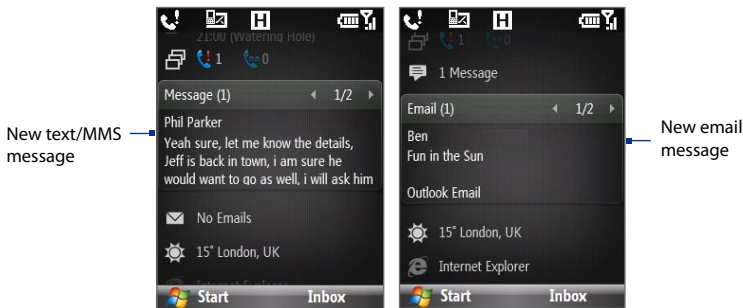 New text/MMS
message
H
21:00 (Watering Hole)
1 0
Message (1) 1/2
Phil Parker
Yeah sure, let me know the details,
Jeff is back in town, i am sure he
would want to go as well, i will ask him
No Emails
15° London, UK
Internet Explorer
Start Inbox
H
1 0
1 Message
Email (1) 1/2
Ben
Fun in the Sun
Outlook Email
15° London, UK
Internet Explorer
Start Inbox
New email
message